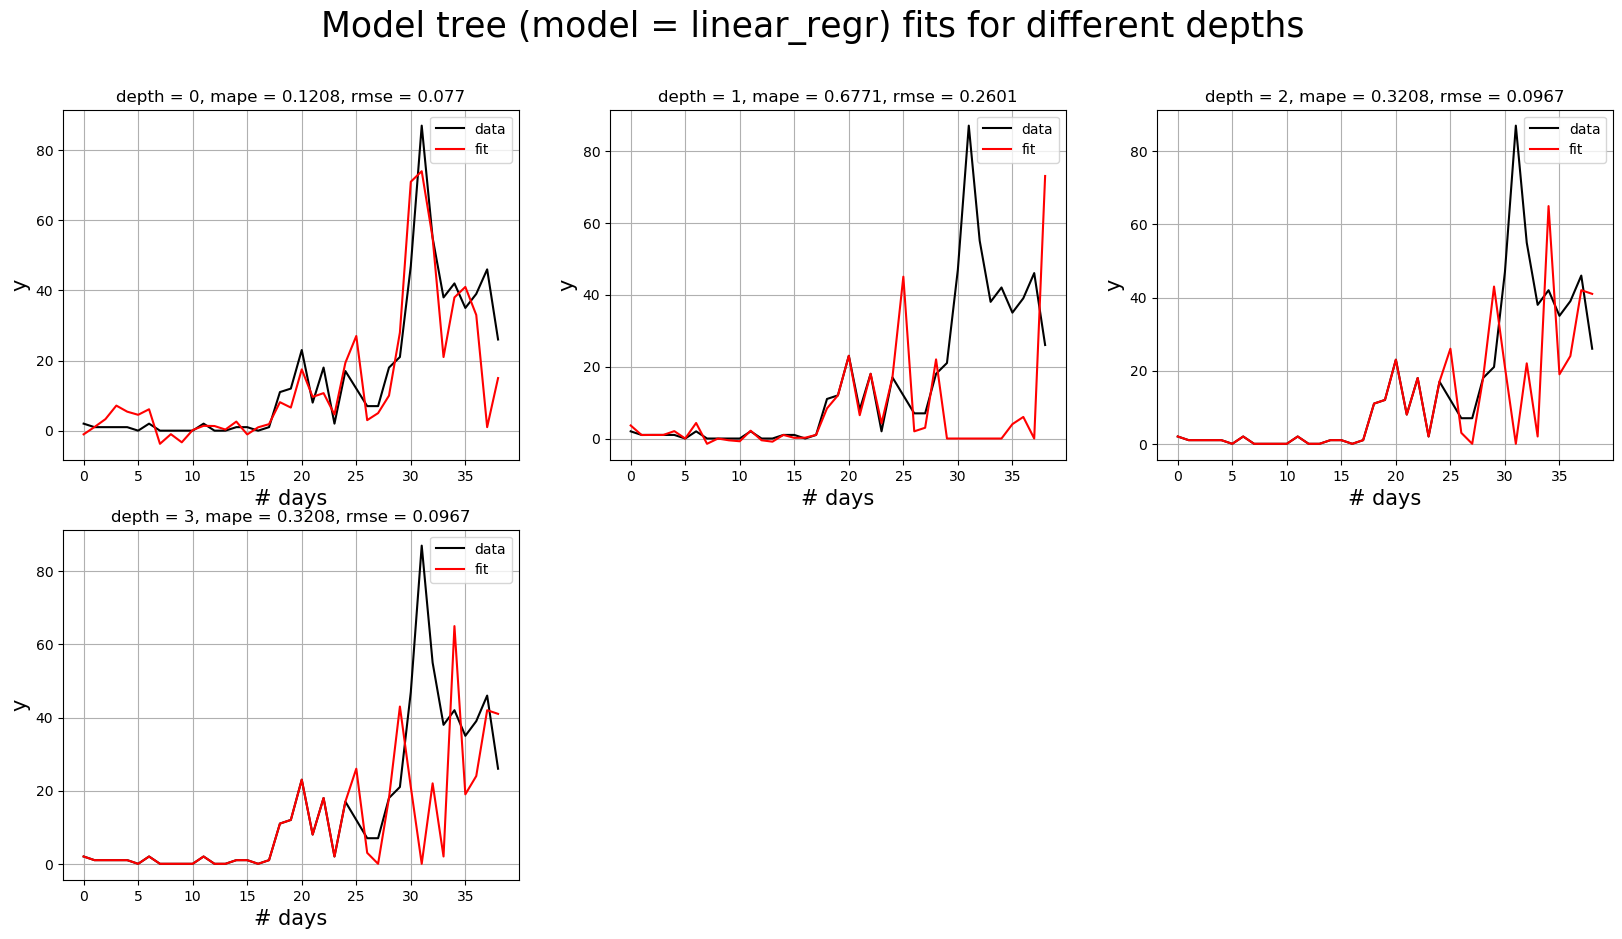 Model tree (model = linear_regr) fits for different depths
depth = 0, mape = 0.1208, rmse = 0.077
data
fit
80
60
40
20
0
y
0 5 10 15 20 25 30 35
# days
depth = 1, mape = 0.6771, rmse = 0.2601
data
fit
80
60
40
20
0
y
0 5 10 15 20 25 30 35
# days
depth = 2, mape = 0.3208, rmse = 0.0967
data
fit
80
60
40
20
0
y
0 5 10 15 20 25 30 35
# days
depth = 3, mape = 0.3208, rmse = 0.0967
data
fit
80
60
40
20
0
y
0 5 10 15 20 25 30 35
# days